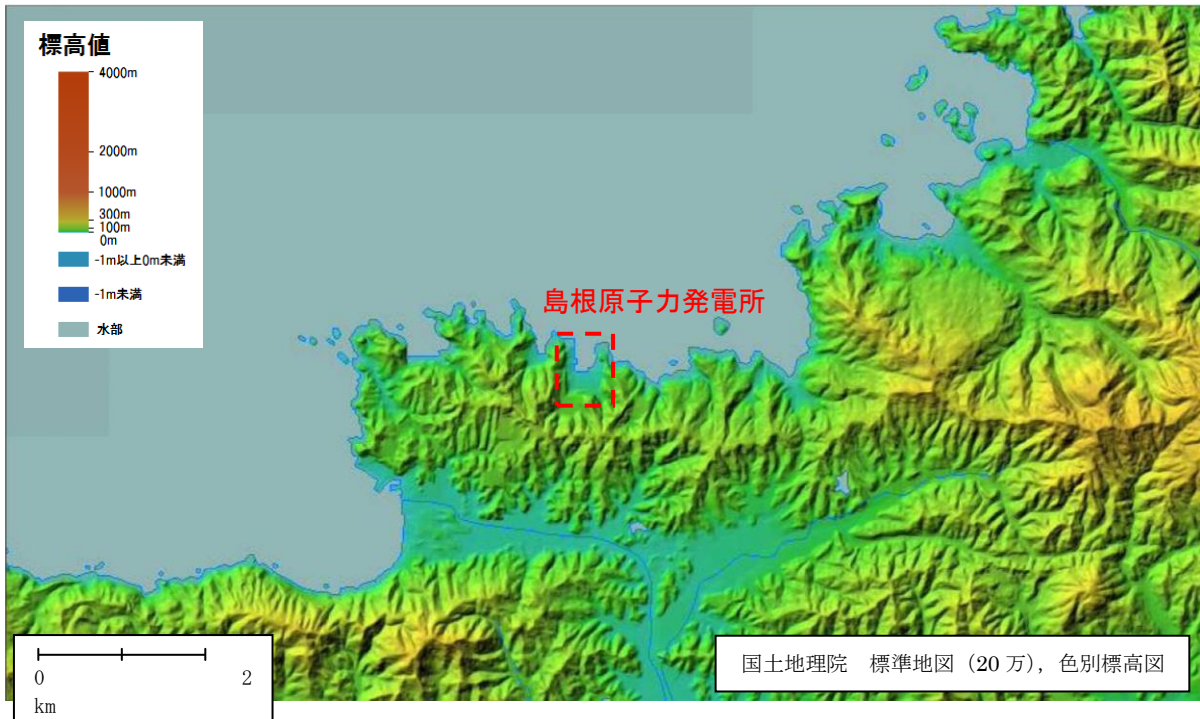 標高値
4000m
2000m
1000m
300m
100m
0m
-1m以上0m未満
-1m未満
水部
島根原子力発電所
0 2
km
国土地理院 標準地図（20 万），色別標高図